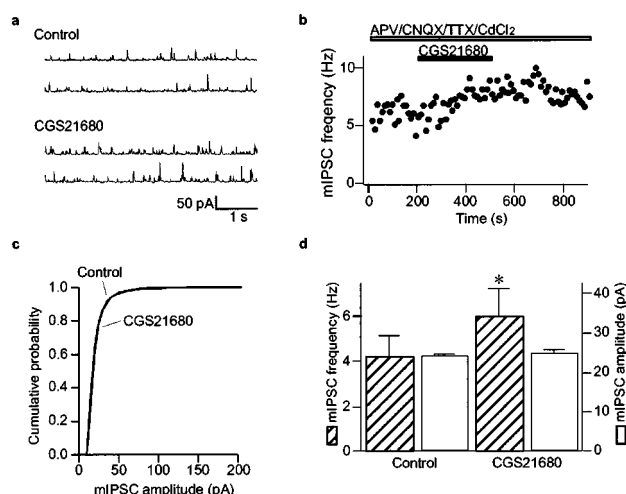 a
Control
CGS21680
50 pA
1 s
b
APV/CNQX/TTX/CdCl2
CGS21680
mIPSC freqency (Hz)
10
5
0
0 200 400 600 800
Time (s)
c
Control
CGS21680
Cumulative probability
1.0
0.8
0.6
0.4
0.2
0.0
0 50 100 150 200
mIPSC amplitude (pA)
d
*
mIPSC frequency (Hz)
6
4
2
0
40
30
20
10
0
mIPSC amplitude (pA)
Control CGS21680